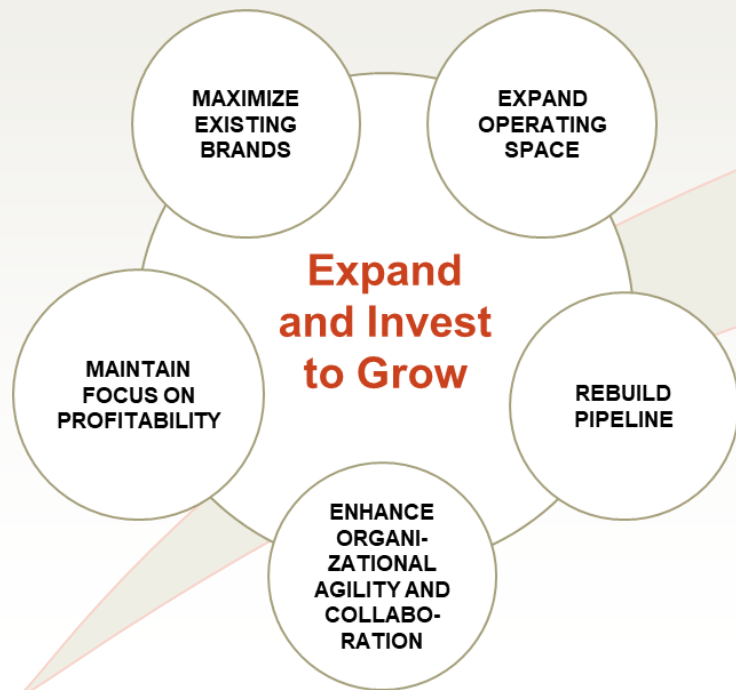 MAXIMIZE
EXISTING
BRANDS
EXPAND
OPERATING
SPACE
Expand
and Invest
to Grow
MAINTAIN
FOCUS ON
PROFITABILITY
REBUILD
PIPELINE
ENHANCE
ORGANI-
ZATIONAL
AGILITY AND
COLLABO-
RATION